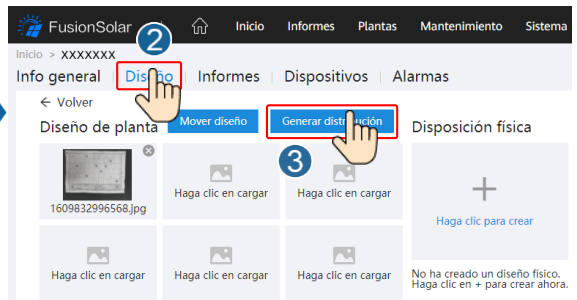 FusionSolar Inicio Informes Plantas Mantenimiento Sistema
Inicio > XXXXXXX
2
Info general Diseño Informes Dispositivos Alarmas
← Volver
Diseño de planta Mover diseño Generar distribución Disposición física
3
Haga clic en cargar Haga clic en cargar
1609832996568.jpg
Haga clic para crear
Haga clic en cargar Haga clic en cargar Haga clic en cargar
No ha creado un diseño físico.
Haga clic en + para crear ahora.